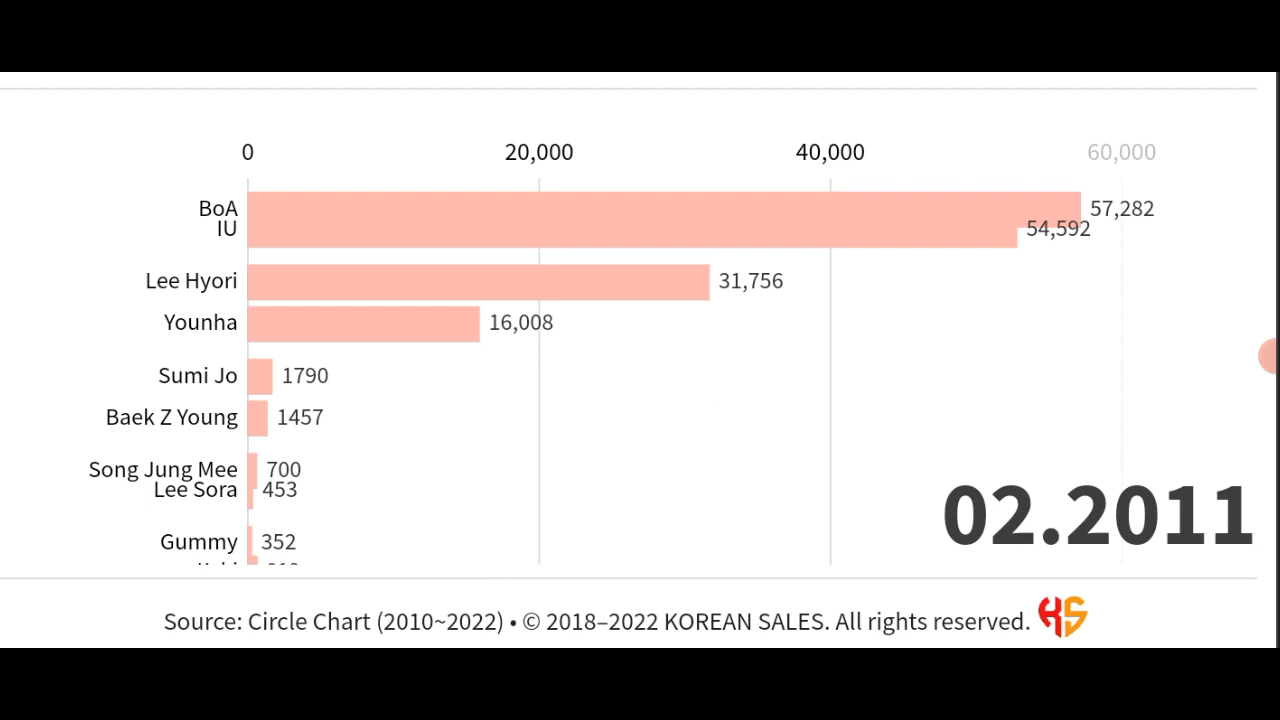 0 20,000 40,000 60,000
BoA 57,282
IU 54,592
Lee Hyori 31,756
Younha 16,008
Sumi Jo 1790
Baek Z Young 1457
Song Jung Mee 700
Lee Sora 453
Gummy 352
02.2011
Source: Circle Chart (2010~2022) • © 2018–2022 KOREAN SALES. All rights reserved. KS